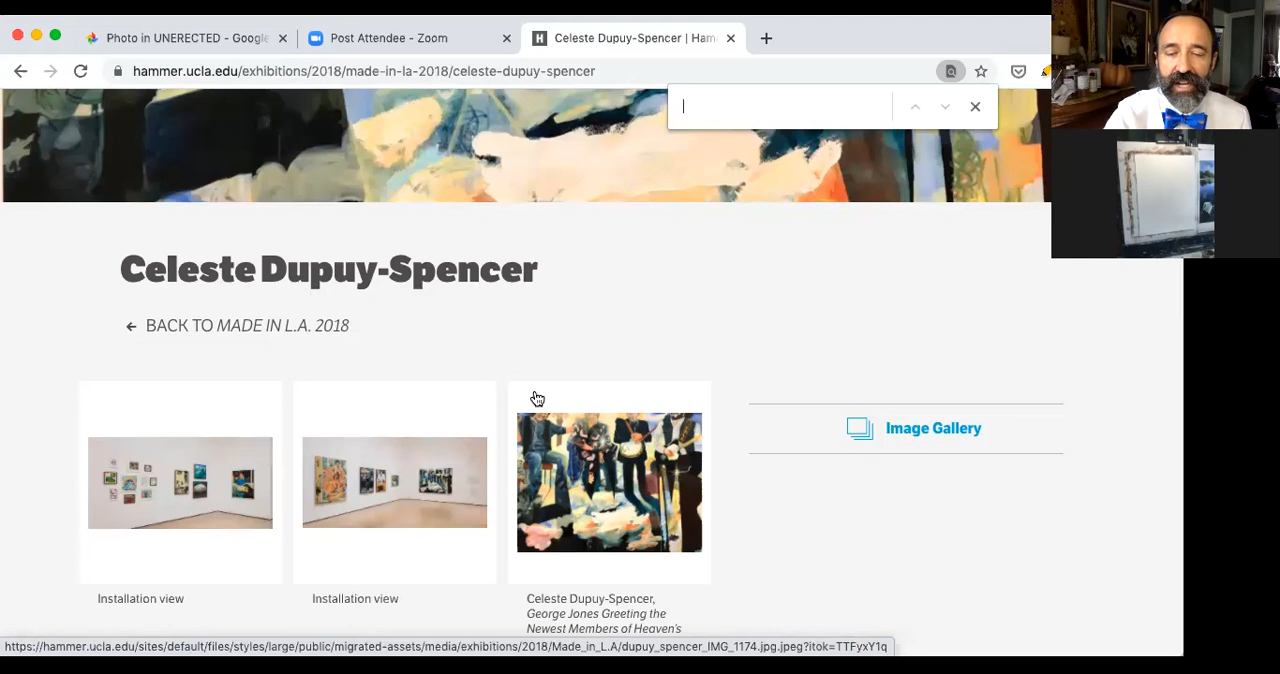 Photo in UNERECTED - Google
Post Attendee - Zoom
Celeste Dupuy-Spencer | Ham
hammer.ucla.edu/exhibitions/2018/made-in-la-2018/celeste-dupuy-spencer
Celeste Dupuy-Spencer
BACK TO MADE IN L.A. 2018
Image Gallery
Installation view
Installation view
Celeste Dupuy-Spencer,
George Jones Greeting the
Newest Members of Heaven's
https://hammer.ucla.edu/sites/default/files/styles/large/public/migrated-assets/media/exhibitions/2018/Made_in_L.A/dupuy_spencer_IMG_1174.jpg.jpeg?itok=TTFyxY1q